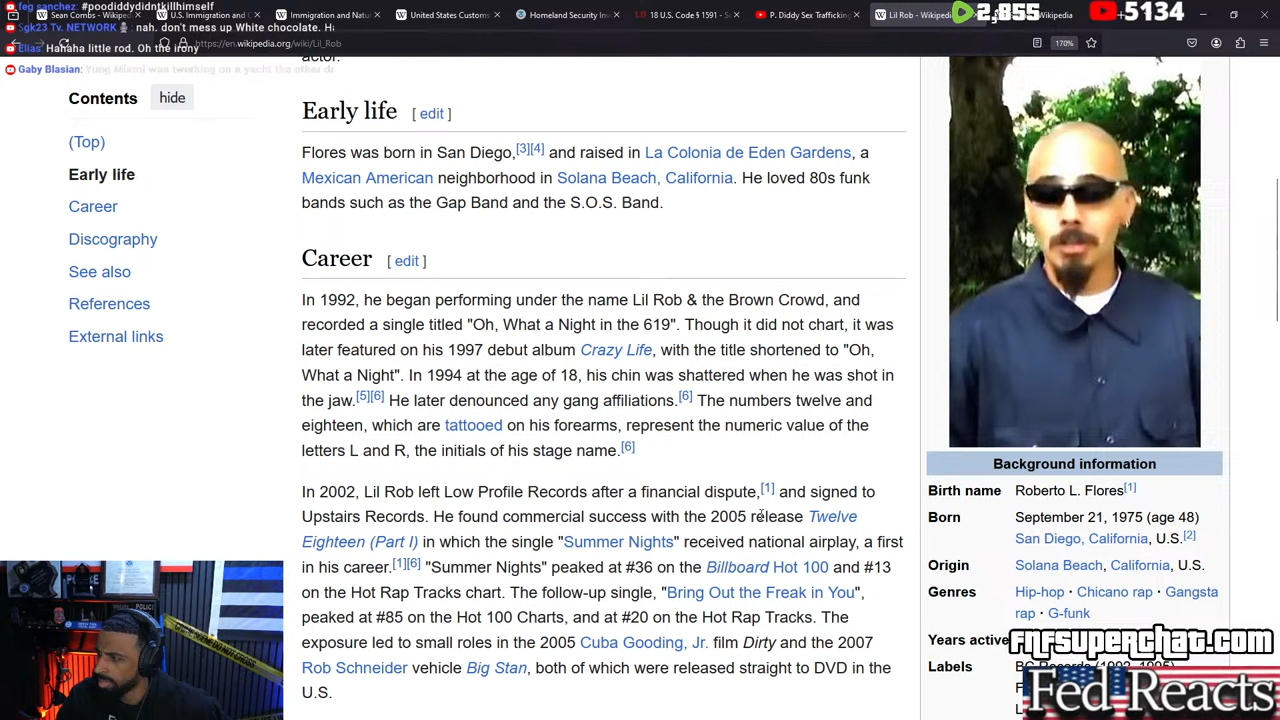 feg sanchez: #poodiddydidntkillhimself
Sean Combs - Wikipedia
U.S. Immigration and C
Immigration and Natu
United
and Security In
18 U.S. Code §
Lil Rob - Wikipedia
Wikipedia
2,855
5134
Sgk23 Tv. NETWORK: nah. don't mess up White chocolate. H
https://en.wikipedia.org/wiki/Lil_Rob
170%
Elias: Hahaha little rod. Oh the irony
Gaby Blasian: Yung Miami was tweaking on a yacht the other d
actor.
Contents hide
(Top)
Early life
Career
Discography
See also
References
External links
Early life [ edit ]
Flores was born in San Diego,[3][4] and raised in La Colonia de Eden Gardens, a
Mexican American neighborhood in Solana Beach, California. He loved 80s funk
bands such as the Gap Band and the S.O.S. Band.
Career [ edit ]
In 1992, he began performing under the name Lil Rob & the Brown Crowd, and
recorded a single titled "Oh, What a Night in the 619". Though it did not chart, it was
later featured on his 1997 debut album Crazy Life, with the title shortened to "Oh,
What a Night". In 1994 at the age of 18, his chin was shattered when he was shot in
the jaw.[5][6] He later denounced any gang affiliations.[6] The numbers twelve and
eighteen, which are tattooed on his forearms, represent the numeric value of the
letters L and R, the initials of his stage name.[6]
In 2002, Lil Rob left Low Profile Records after a financial dispute,[1] and signed to
Upstairs Records. He found commercial success with the 2005 release Twelve
Eighteen (Part I) in which the single "Summer Nights" received national airplay, a first
in his career.[1][6] "Summer Nights" peaked at #36 on the Billboard Hot 100 and #13
on the Hot Rap Tracks chart. The follow-up single, "Bring Out the Freak in You",
peaked at #85 on the Hot 100 Charts, and at #20 on the Hot Rap Tracks. The
exposure led to small roles in the 2005 Cuba Gooding, Jr. film Dirty and the 2007
Rob Schneider vehicle Big Stan, both of which were released straight to DVD in the
U.S.
Background information
Birth name Roberto L. Flores[1]
Born September 21, 1975 (age 48)
San Diego, California, U.S.[2]
Origin Solana Beach, California, U.S.
Genres Hip-hop · Chicano rap · Gangsta
rap · G-funk
Years active
Labels
FNFSUPERCHAT.COM
Fed-Reacts
POLICE